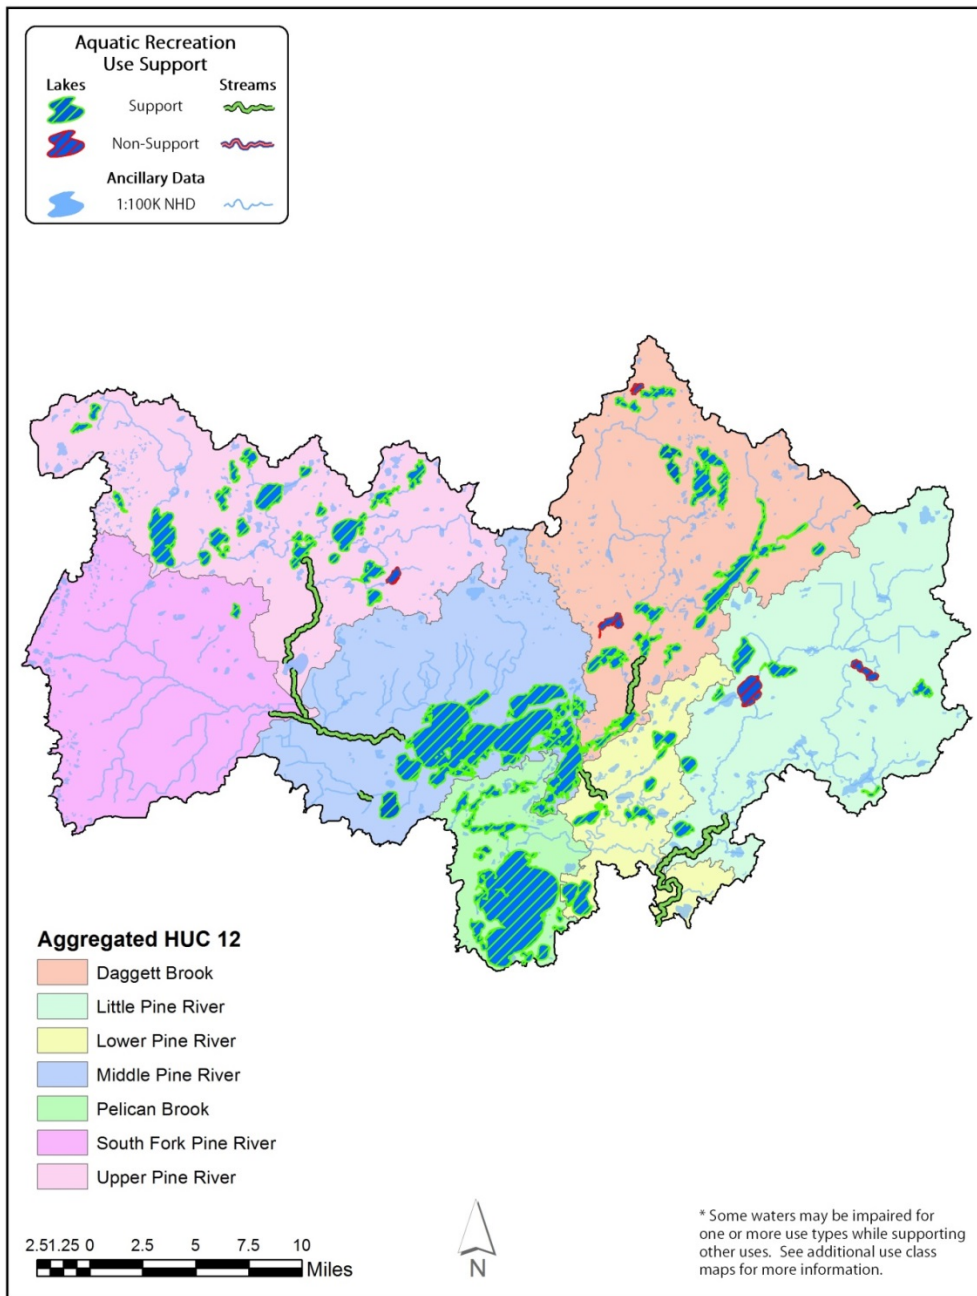 Aquatic Recreation
Use Support
Lakes
Streams
Support
Non-Support
Ancillary Data
1:100K NHD
Aggregated HUC 12
Daggett Brook
Little Pine River
Lower Pine River
Middle Pine River
Pelican Brook
South Fork Pine River
Upper Pine River
2.51.25 0 2.5 5 7.5 10
Miles
N
* Some waters may be impaired for
one or more use types while supporting
other uses. See additional use class
maps for more information.